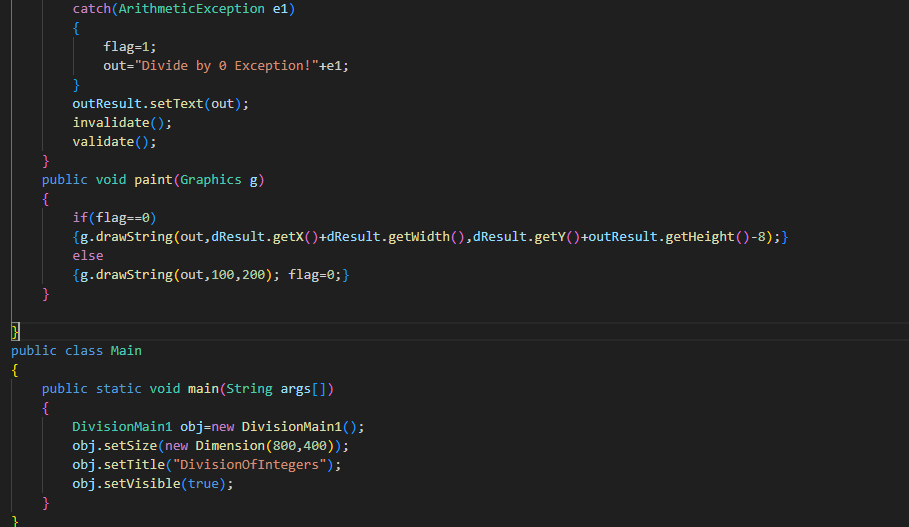 catch(ArithmeticException e1)
{
flag=1;
out="Divide by 0 Exception!"+e1;
}
outResult.setText(out);
invalidate();
validate();
}
public void paint(Graphics g)
{
if(flag==0)
{g.drawString(out,dResult.getX()+dResult.getWidth(),dResult.getY()+outResult.getHeight()-8);}
else
{g.drawString(out,100,200); flag=0;}
}
}
public class Main
{
public static void main(String args[])
{
DivisionMain1 obj=new DivisionMain1();
obj.setSize(new Dimension(800,400));
obj.setTitle("DivisionOfIntegers");
obj.setVisible(true);
}
}